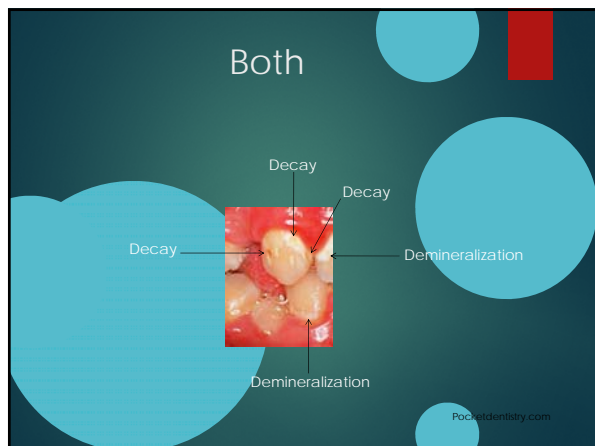 Both
Decay
Decay
Decay
Demineralization
Demineralization
Pocketdentistry.com